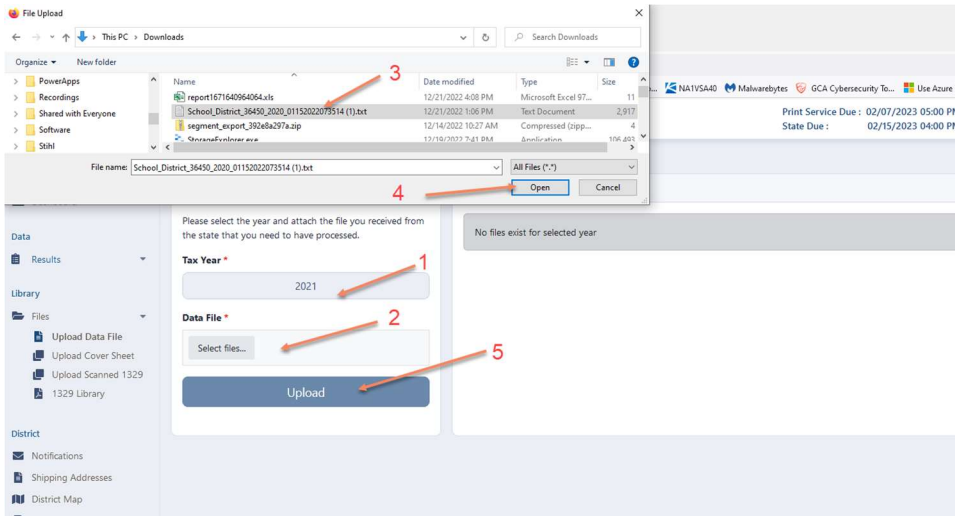 File Upload
This PC > Downloads
Search Downloads
Organize
New folder
3
PowerApps
Recordings
Shared with Everyone
Software
Stihl
Name
Date modified
Type
Size
report1671640964064.xls
12/21/2022 4:08 PM
Microsoft Excel 97...
11
School_District_36450_2020_01152022073514 (1).txt
12/21/2022 1:06 PM
Text Document
2,917
segment_export_392e8a297a.zip
12/14/2022 10:27 AM
Compressed (zipp...
4
StorageExplorer.exe
12/19/2022 7:41 PM
Application
106,493
File name:
School_District_36450_2020_01152022073514 (1).txt
All Files (*.*)
4
Open
Cancel
NA1VSA40
Malwarebytes
GCA Cybersecurity To...
Use Azure
Print Service Due : 02/07/2023 05:00 PM
State Due : 02/15/2023 04:00 PM
Data
Results
Library
Files
Upload Data File
Upload Cover Sheet
Upload Scanned 1329
1329 Library
District
Notifications
Shipping Addresses
District Map
Please select the year and attach the file you received from
the state that you need to have processed.
Tax Year *
1
2021
Data File *
2
Select files...
5
Upload
No files exist for selected year